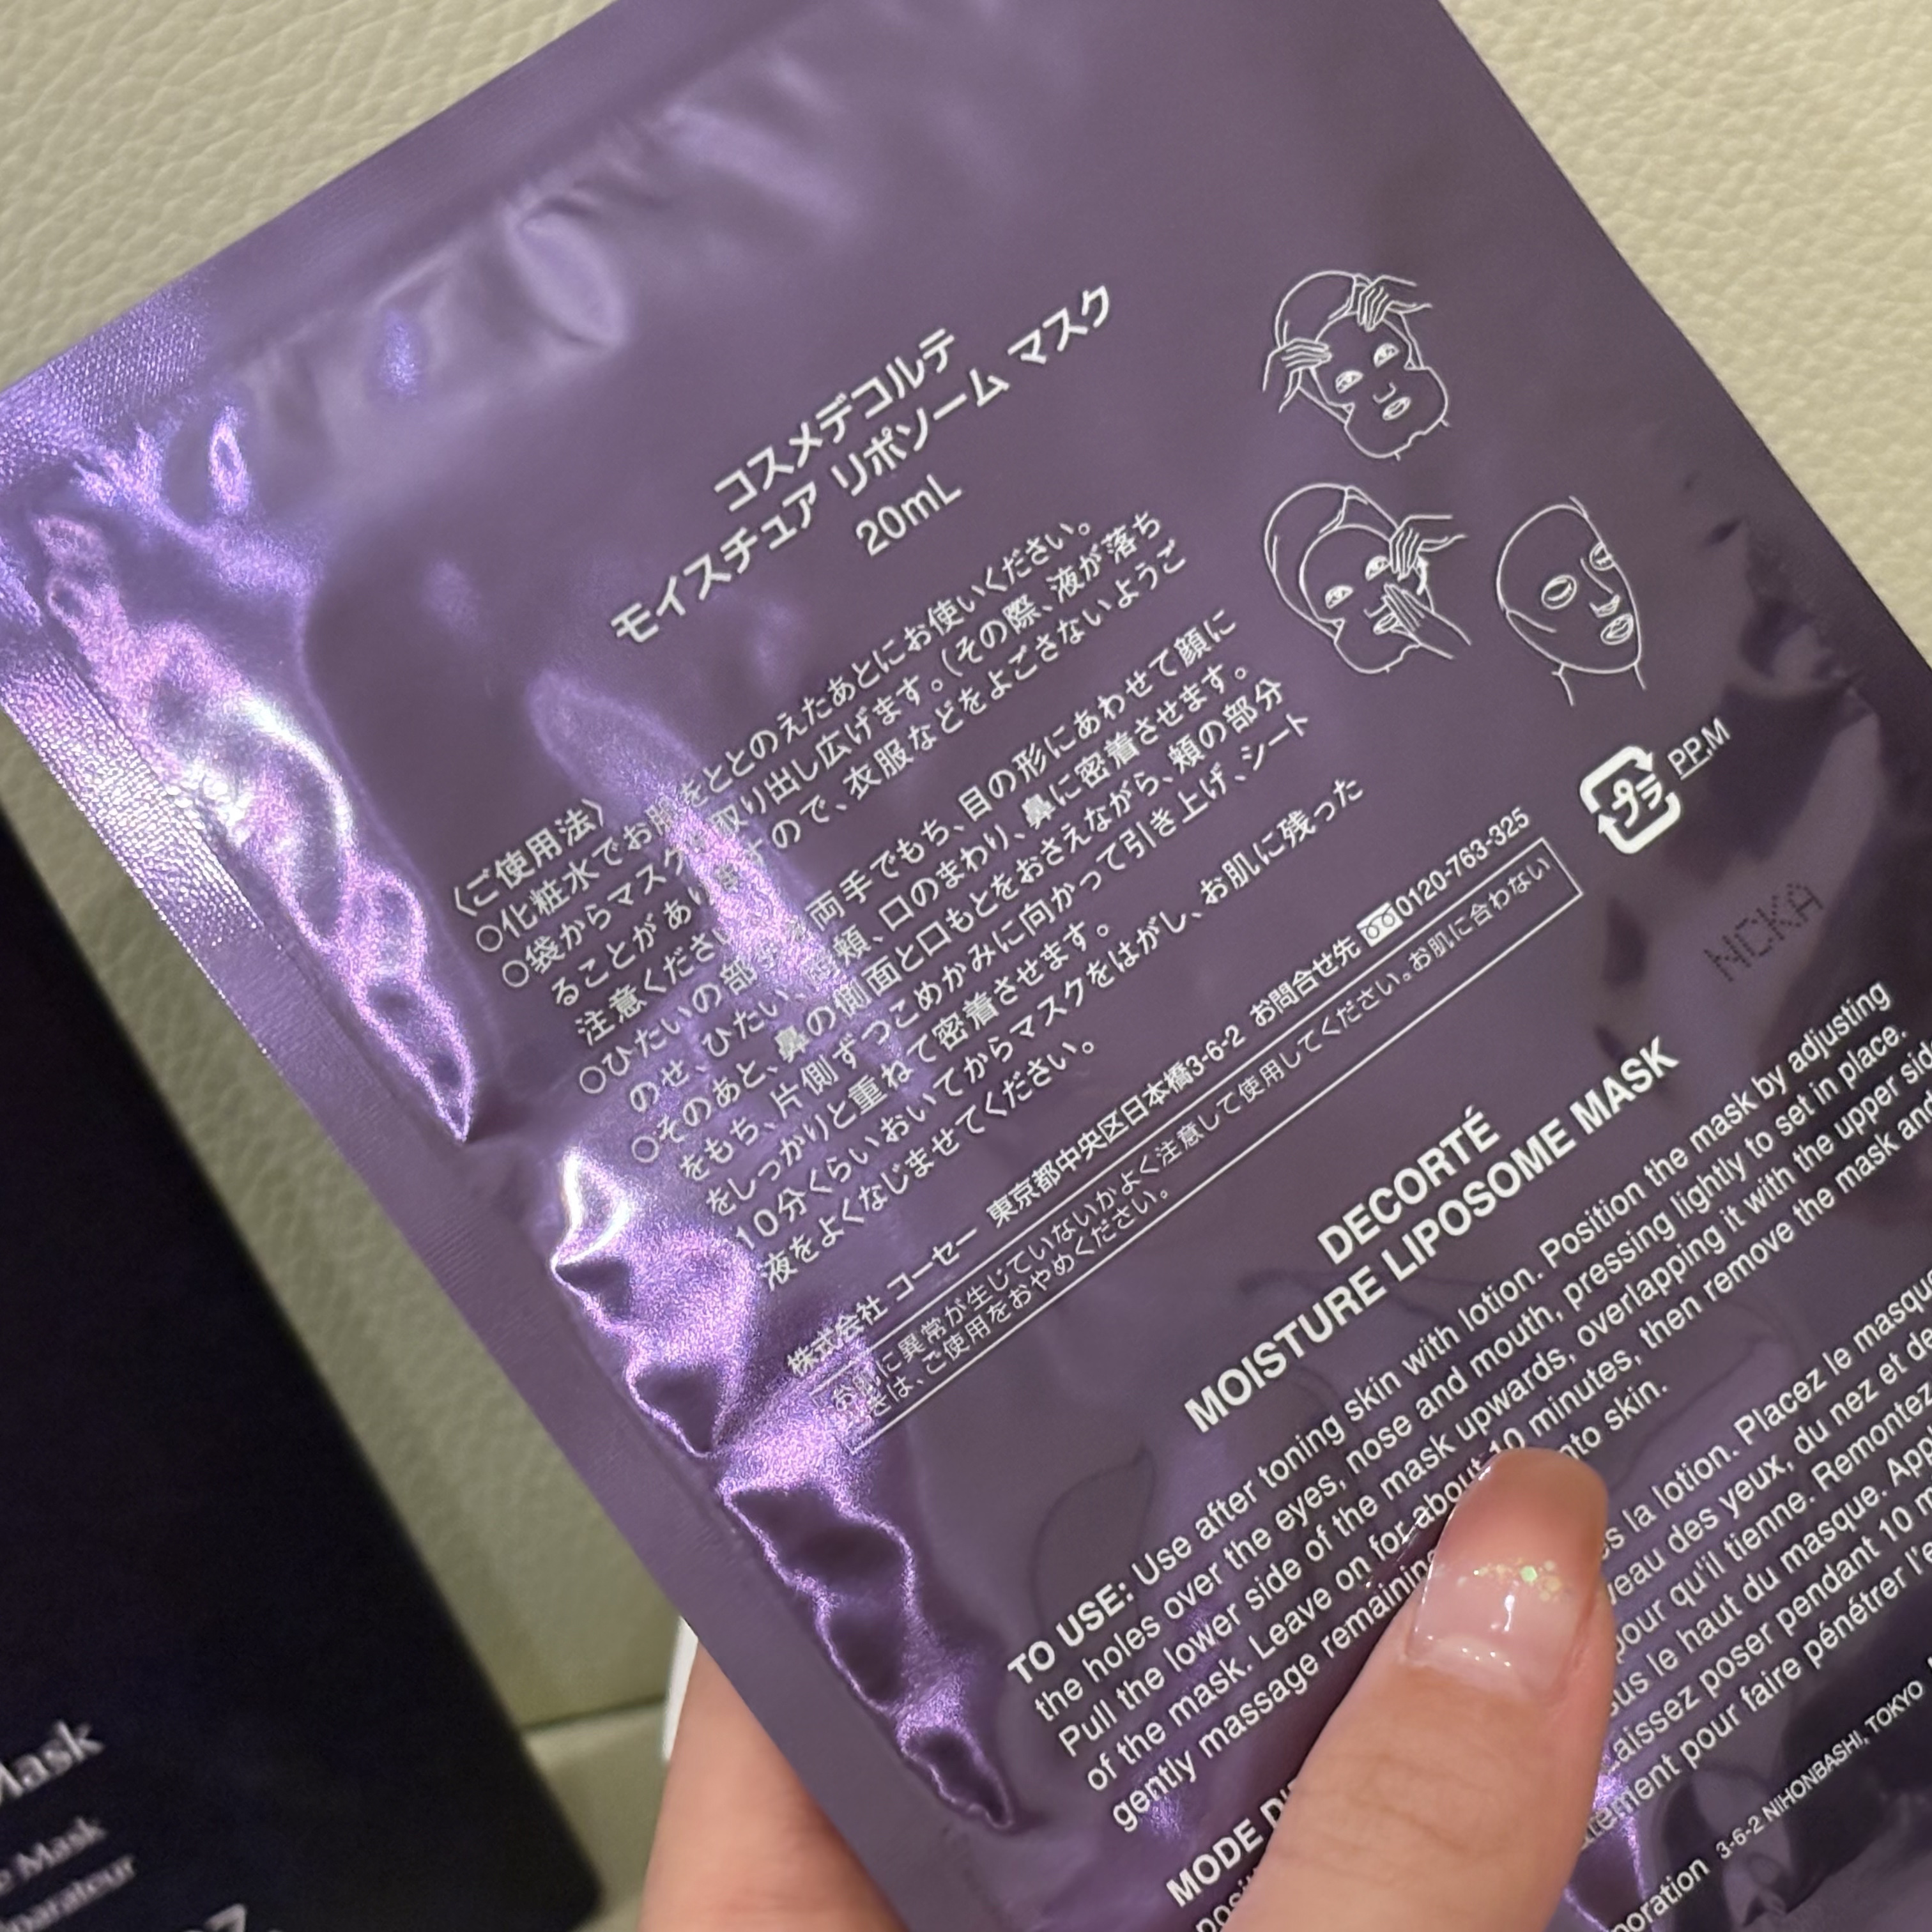 コスメデコルテ
モイスチュア リポソーム マスク
20mL
〈ご使用法〉
○化粧水でお肌をととのえたあとにお使いください。
○袋からマスクを取り出し広げます。(その際、液が落ち
ることがありますので、衣服などをよごさないようご
注意ください
○ひたいの部分を両手でもち、目の形にあわせて顔に
のせ、ひたい、頬、口のまわり、鼻に密着させます。
○そのあと、鼻の側面と口もとをおさえながら、頬の部分
をもち、片側ずつこめかみに向かって引き上げ、シート
をしっかりと重ねて密着させます。
10分くらいおいてからマスクをはがし、お肌に残った
液をよくなじませてください。
株式会社 コーセー 東京都中央区日本橋3-6-2 お問合せ先 0120-763-325
お肌に異常が生じていないかよく注意して使用してください。お肌に合わない
ときは、ご使用をおやめください。
プラ
PP,M
NCKA
DECORTÉ
MOISTURE LIPOSOME MASK
TO USE: Use after toning skin with lotion. Position the mask by adjusting
the holes over the eyes, nose and mouth, pressing lightly to set in place.
Pull the lower side of the mask upwards, overlapping it with the upper
of the mask. Leave on for about 10 minutes, then remove the mask and
gently massage remaining into skin.
MODE
la lotion. Placez le
des yeux, du nez et
pour qu'il tienne. Remontez
le haut du masque.
Laissez poser pendant 10
pour faire pénétrer
3-6-2 NIHONBASHI, TOKYO
Mask
Mask